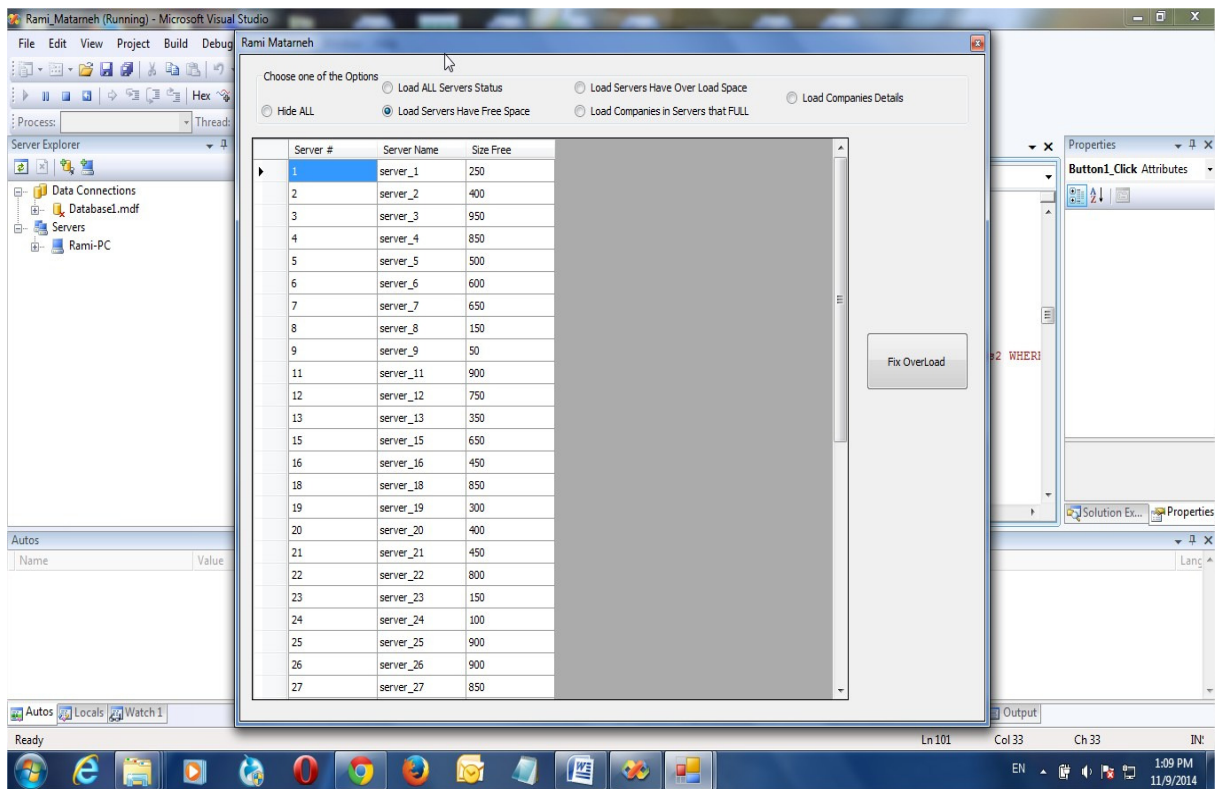 Rami_Matarneh (Running) - Microsoft Visual Studio
File Edit View Project Build Debug
Hex
Process: Thread:
Server Explorer
Data Connections
Database1.mdf
Servers
Rami-PC
Rami Matarneh
Choose one of the Options
Load ALL Servers Status Load Servers Have Over Load Space Load Companies Details
Hide ALL Load Servers Have Free Space Load Companies in Servers that FULL
Server # Server Name Size Free
1 server_1 250
2 server_2 400
3 server_3 950
4 server_4 850
5 server_5 500
6 server_6 600
7 server_7 650
8 server_8 150
9 server_9 50
11 server_11 900
12 server_12 750
13 server_13 350
15 server_15 650
16 server_16 450
18 server_18 850
19 server_19 300
20 server_20 400
21 server_21 450
22 server_22 800
23 server_23 150
24 server_24 100
25 server_25 900
26 server_26 900
27 server_27 850
Fix OverLoad
Properties
Button1_Click Attributes
Solution Ex... Properties
Autos
Name Value
Autos Locals Watch 1
Output
Ready Ln 101 Col 33 Ch 33
EN 1:09 PM
11/9/2014